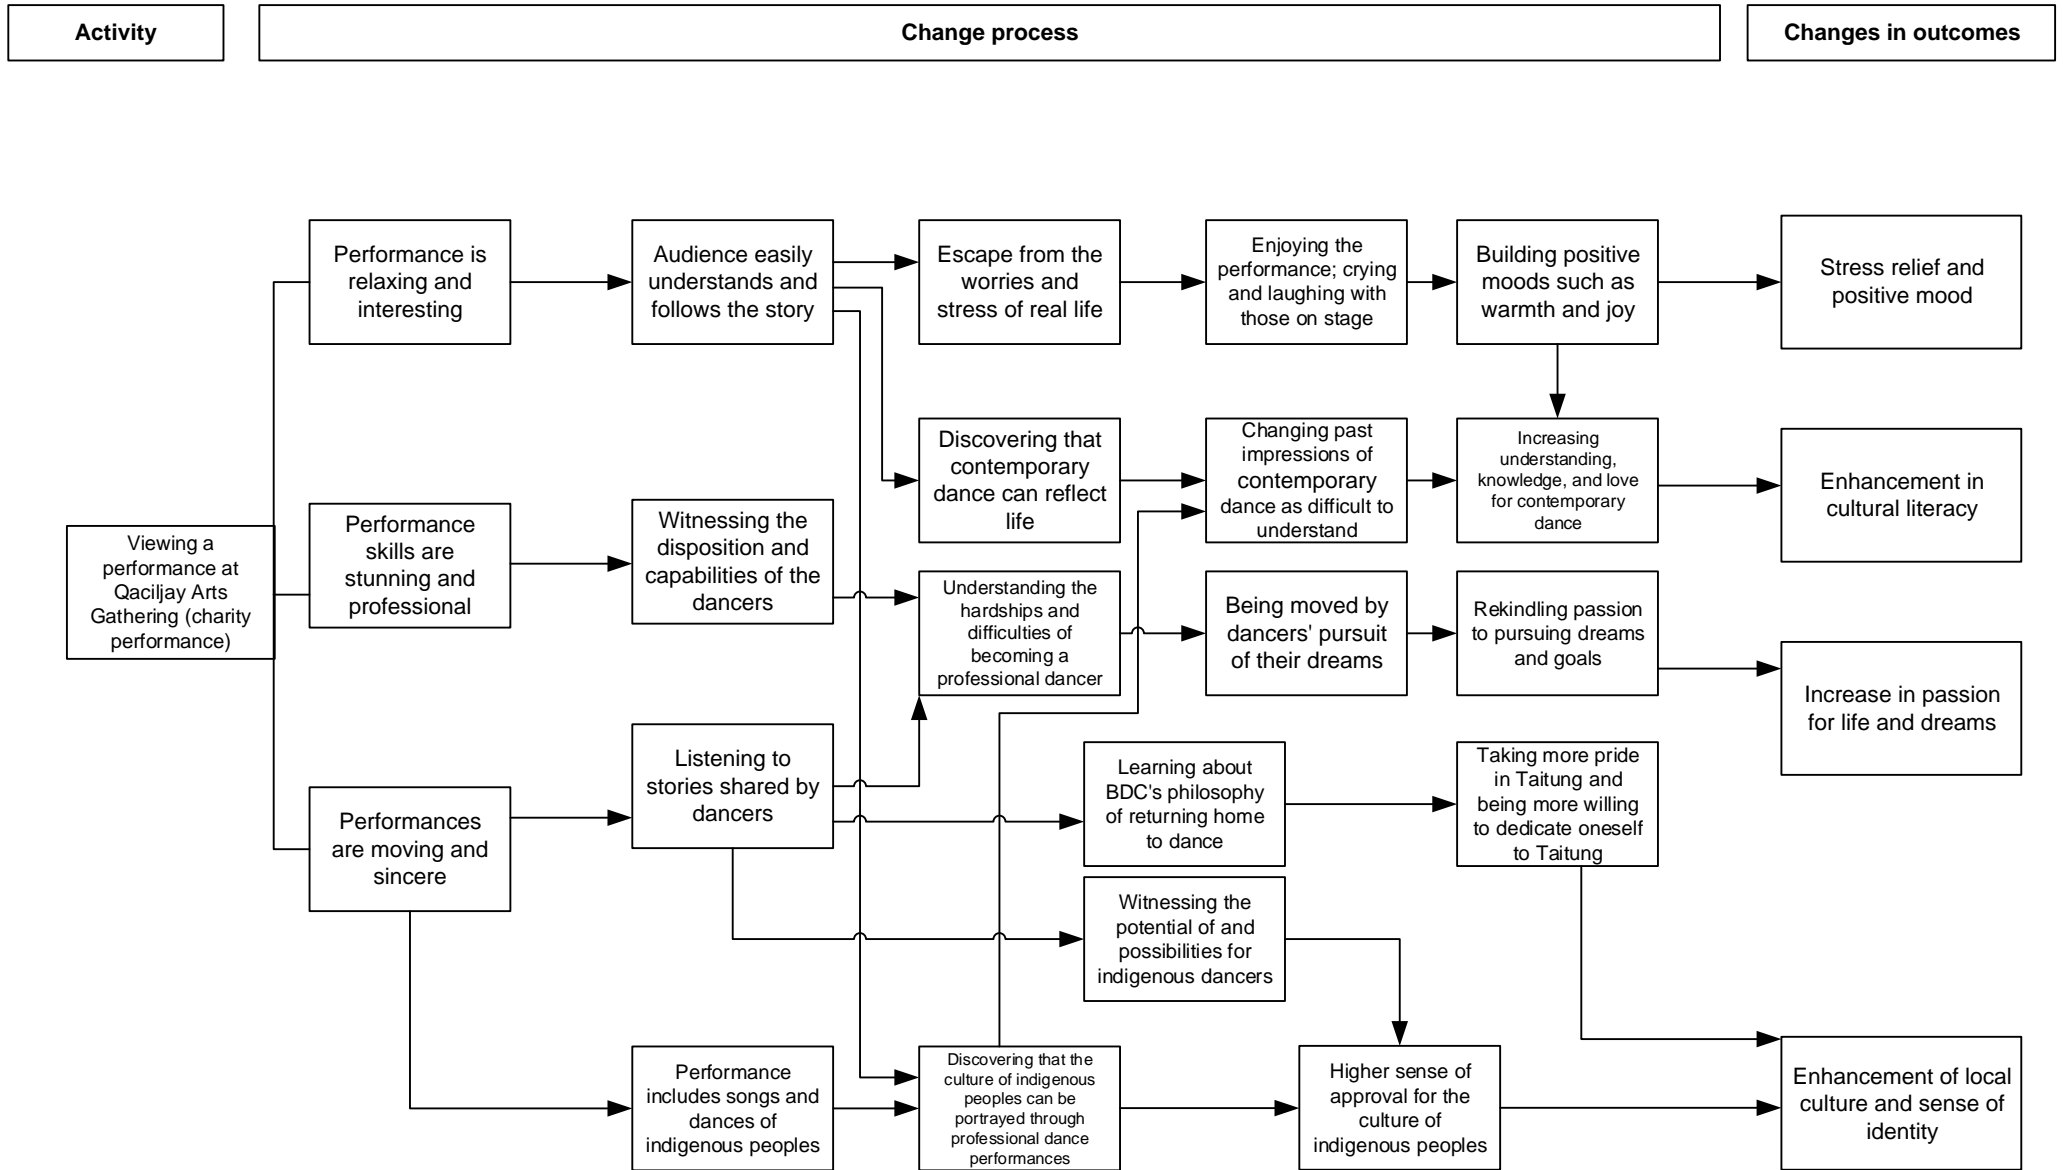 Activity
Change process
Changes in outcomes
Performance is
relaxing and
interesting
Audience easily
understands and
follows the story
Escape from the
worries and
stress of real life
Enjoying the
performance; crying
and laughing with
those on stage
Building positive
moods such as
warmth and joy
Stress relief and
positive mood
Discovering that
contemporary
dance can reflect
life
Changing past
impressions of
contemporary
dance as difficult to
understand
Increasing
understanding,
knowledge, and love
for contemporary
dance
Enhancement in
cultural literacy
Viewing a
performance at
Qaciljay Arts
Gathering (charity
performance)
Performance
skills are
stunning and
professional
Witnessing the
disposition and
capabilities of the
dancers
Understanding the
hardships and
difficulties of
becoming a
professional dancer
Being moved by
dancers' pursuit
of their dreams
Rekindling passion
to pursuing dreams
and goals
Increase in passion
for life and dreams
Performances
are moving and
sincere
Listening to
stories shared by
dancers
Learning about
BDC's philosophy
of returning home
to dance
Taking more pride
in Taitung and
being more willing
to dedicate oneself
to Taitung
Witnessing the
potential of and
possibilities for
indigenous dancers
Performance
includes songs and
dances of
indigenous peoples
Discovering that the
culture of indigenous
peoples can be
portrayed through
professional dance
performances
Higher sense of
approval for the
culture of
indigenous peoples
Enhancement of local
culture and sense of
identity